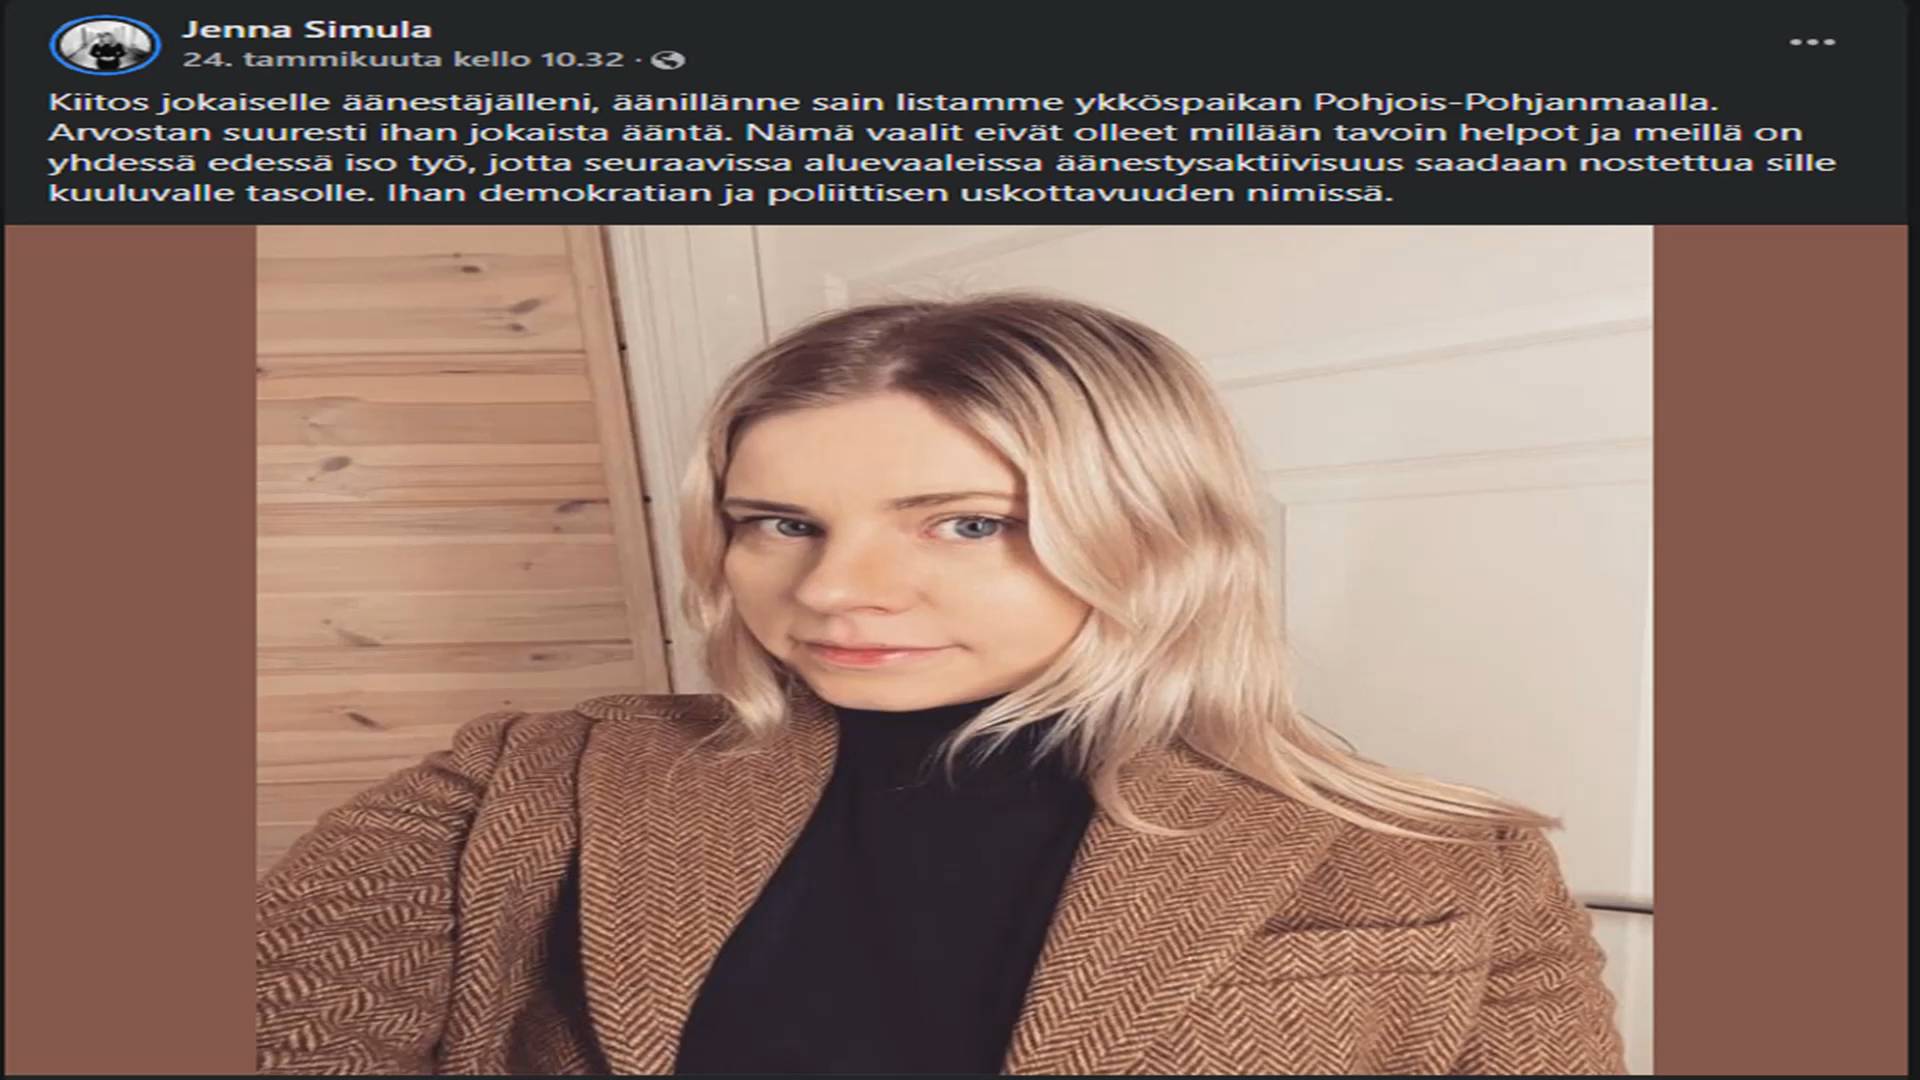 Jenna Simula
24. tammikuuta kello 10.32 ·
Kiitos jokaiselle äänestäjälleni, äänillänne sain listamme ykköspaikan Pohjois-Pohjanmaalla.
Arvostan suuresti ihan jokaista ääntä. Nämä vaalit eivät olleet millään tavoin helpot ja meillä on
yhdessä edessä iso työ, jotta seuraavissa aluevaaleissa äänestysaktiivisuus saadaan nostettua sille
kuuluvalle tasolle. Ihan demokratian ja poliittisen uskottavuuden nimissä.